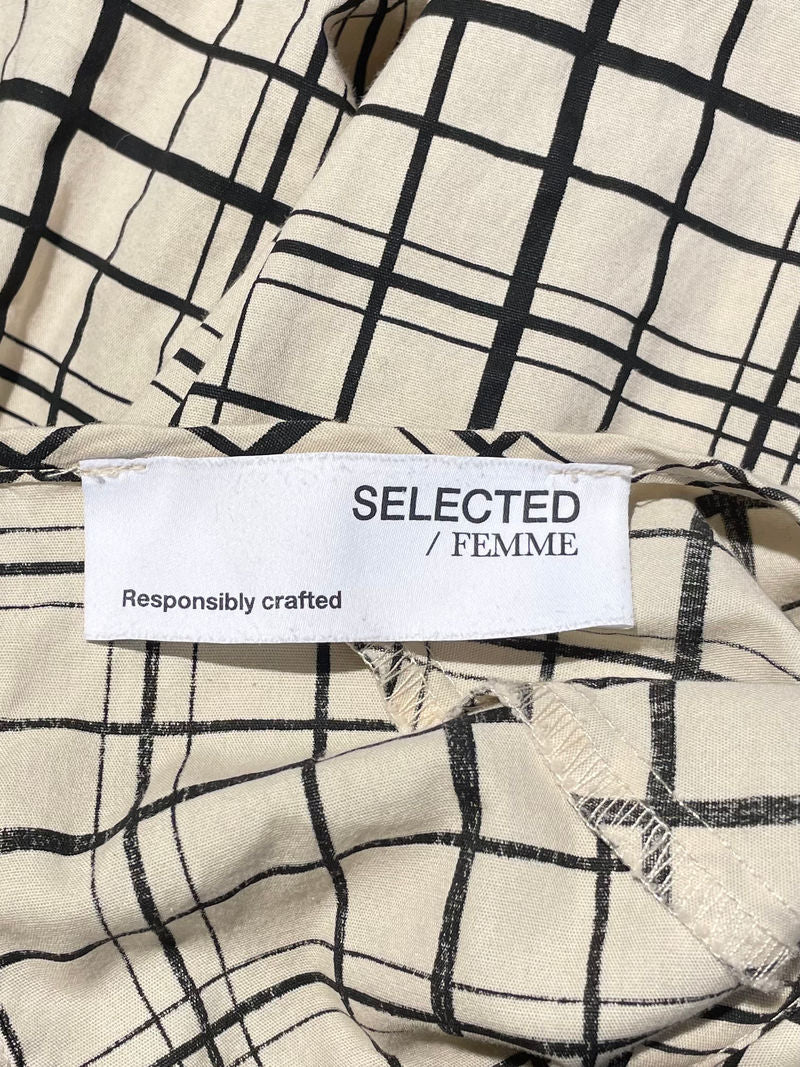 SELECTED
/ FEMME
Responsibly crafted